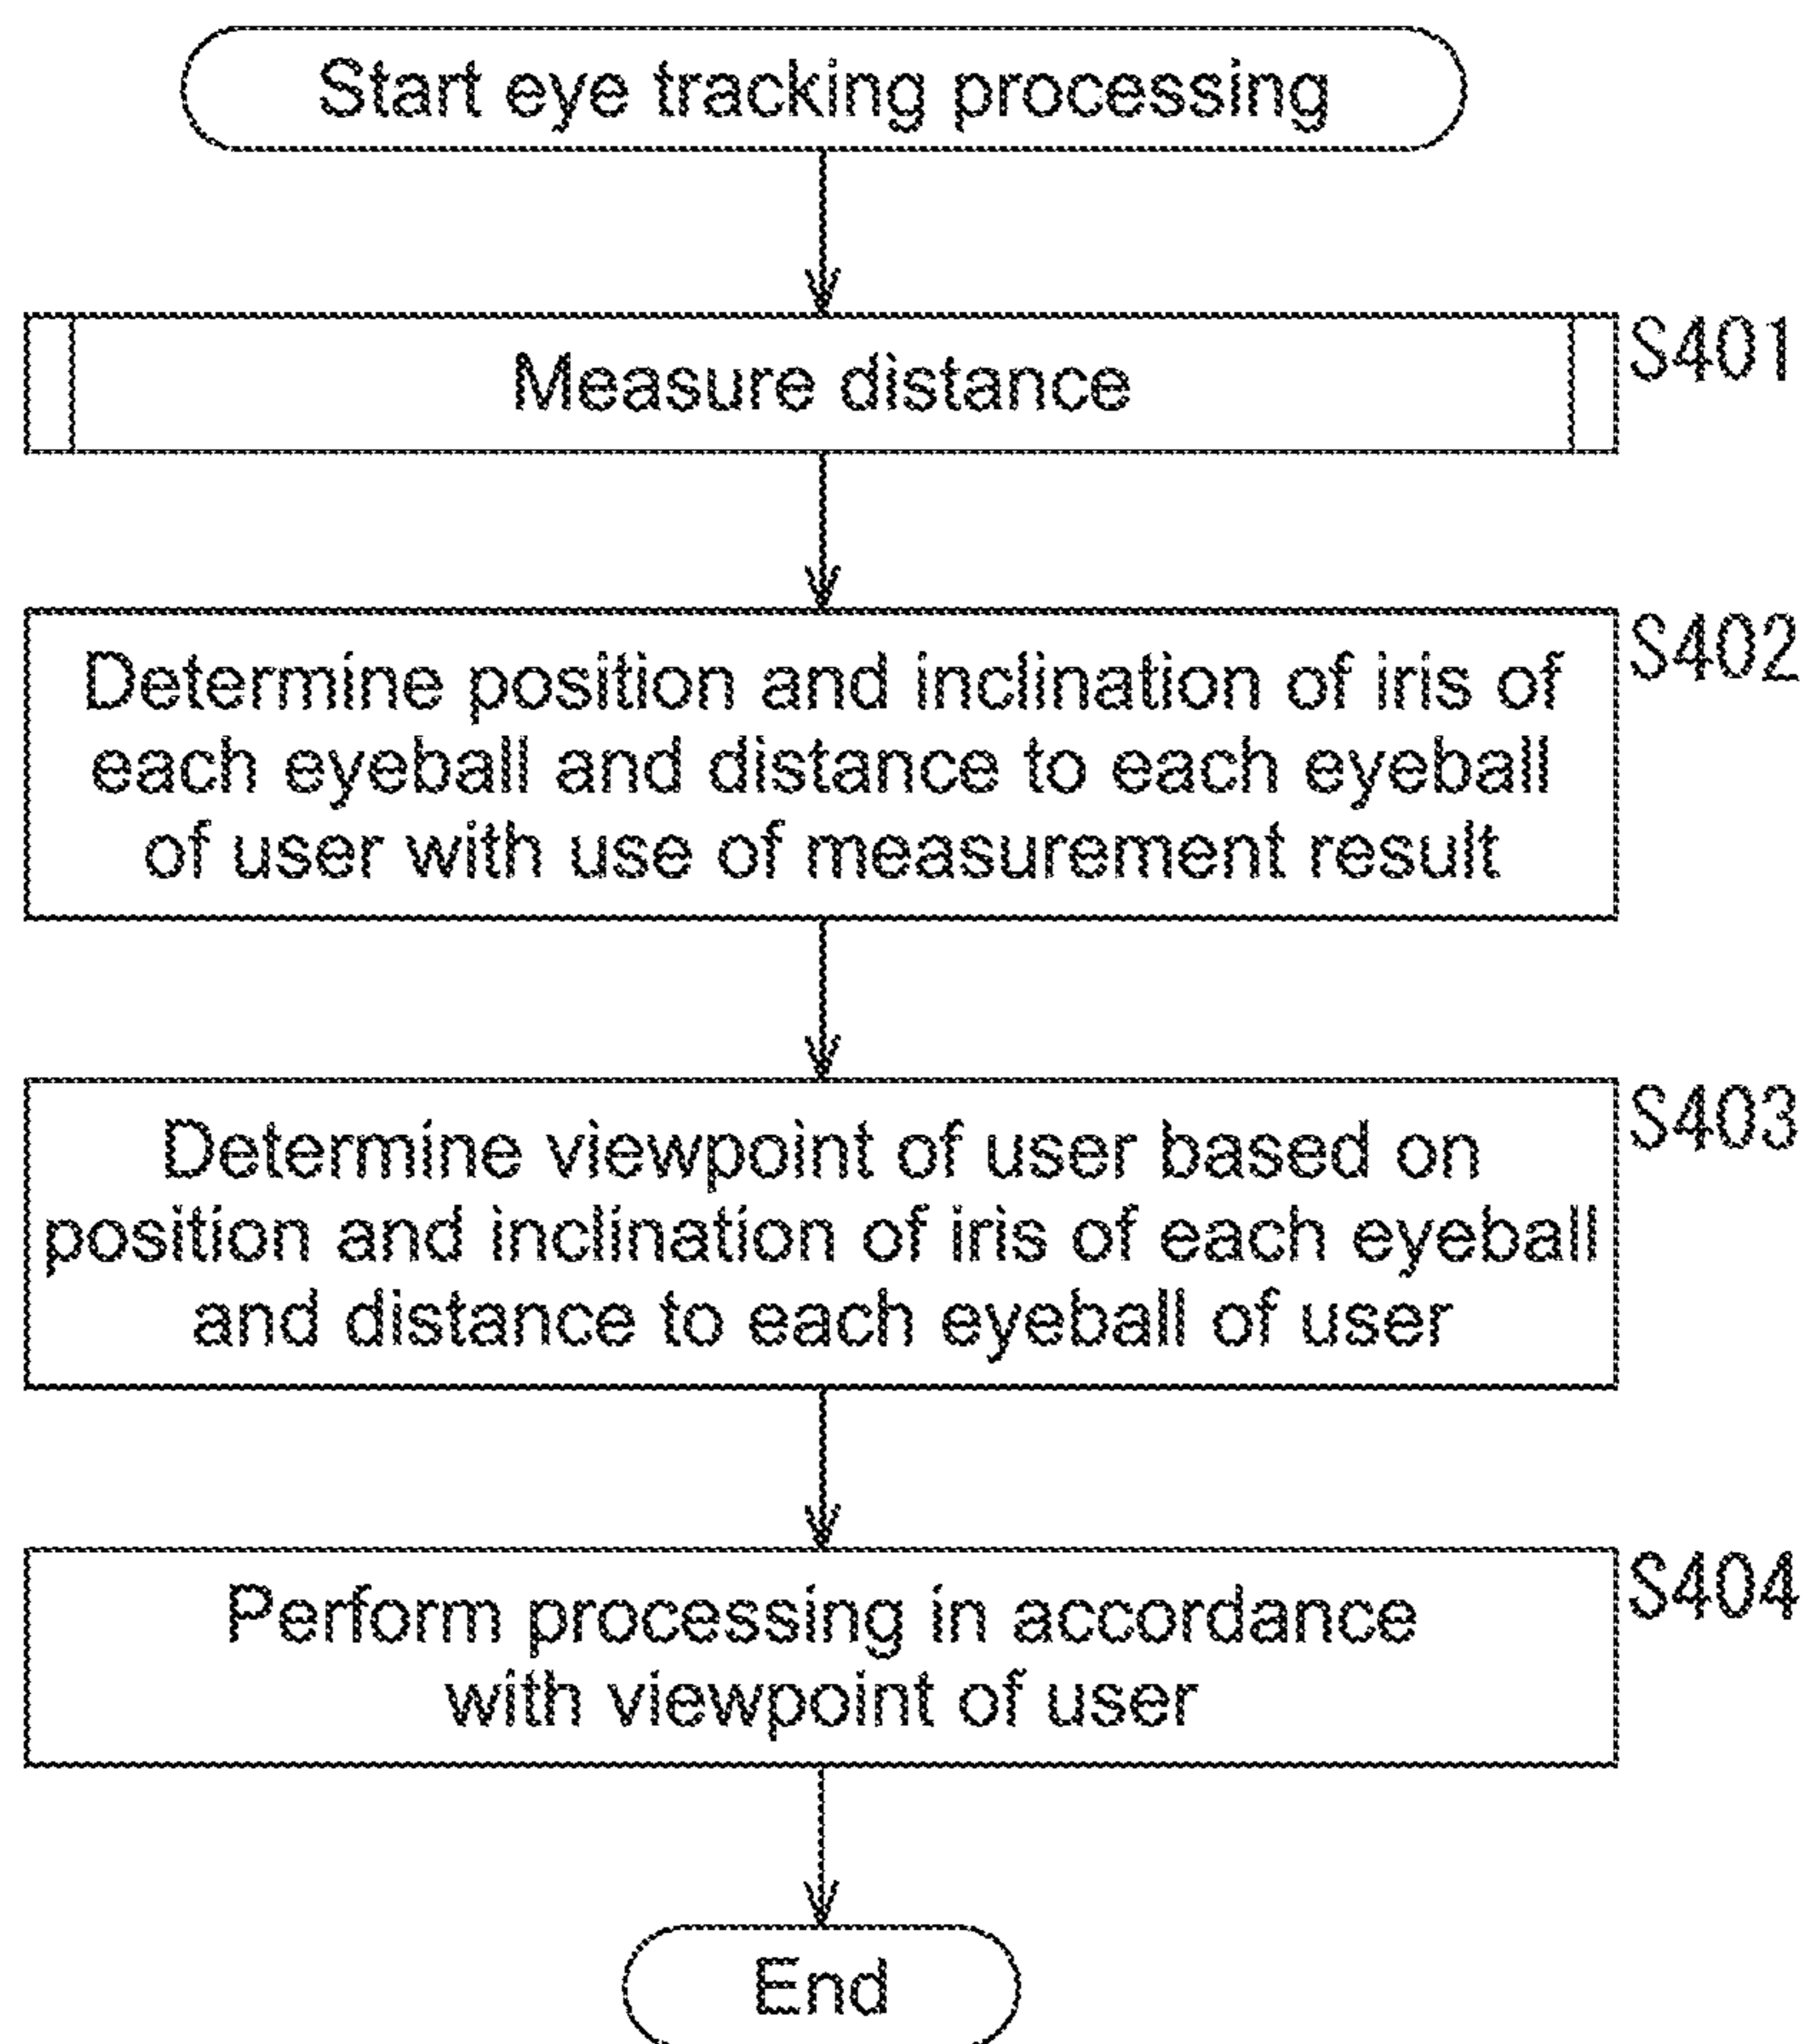 Start eye tracking processing
Measure distance
S401
Determine position and inclination of iris of
each eyeball and distance to each eyeball
of user with use of measurement result
S402
Determine viewpoint of user based on
position and inclination of iris of each eyeball
and distance to each eyeball of user
S403
Perform processing in accordance
with viewpoint of user
S404
End